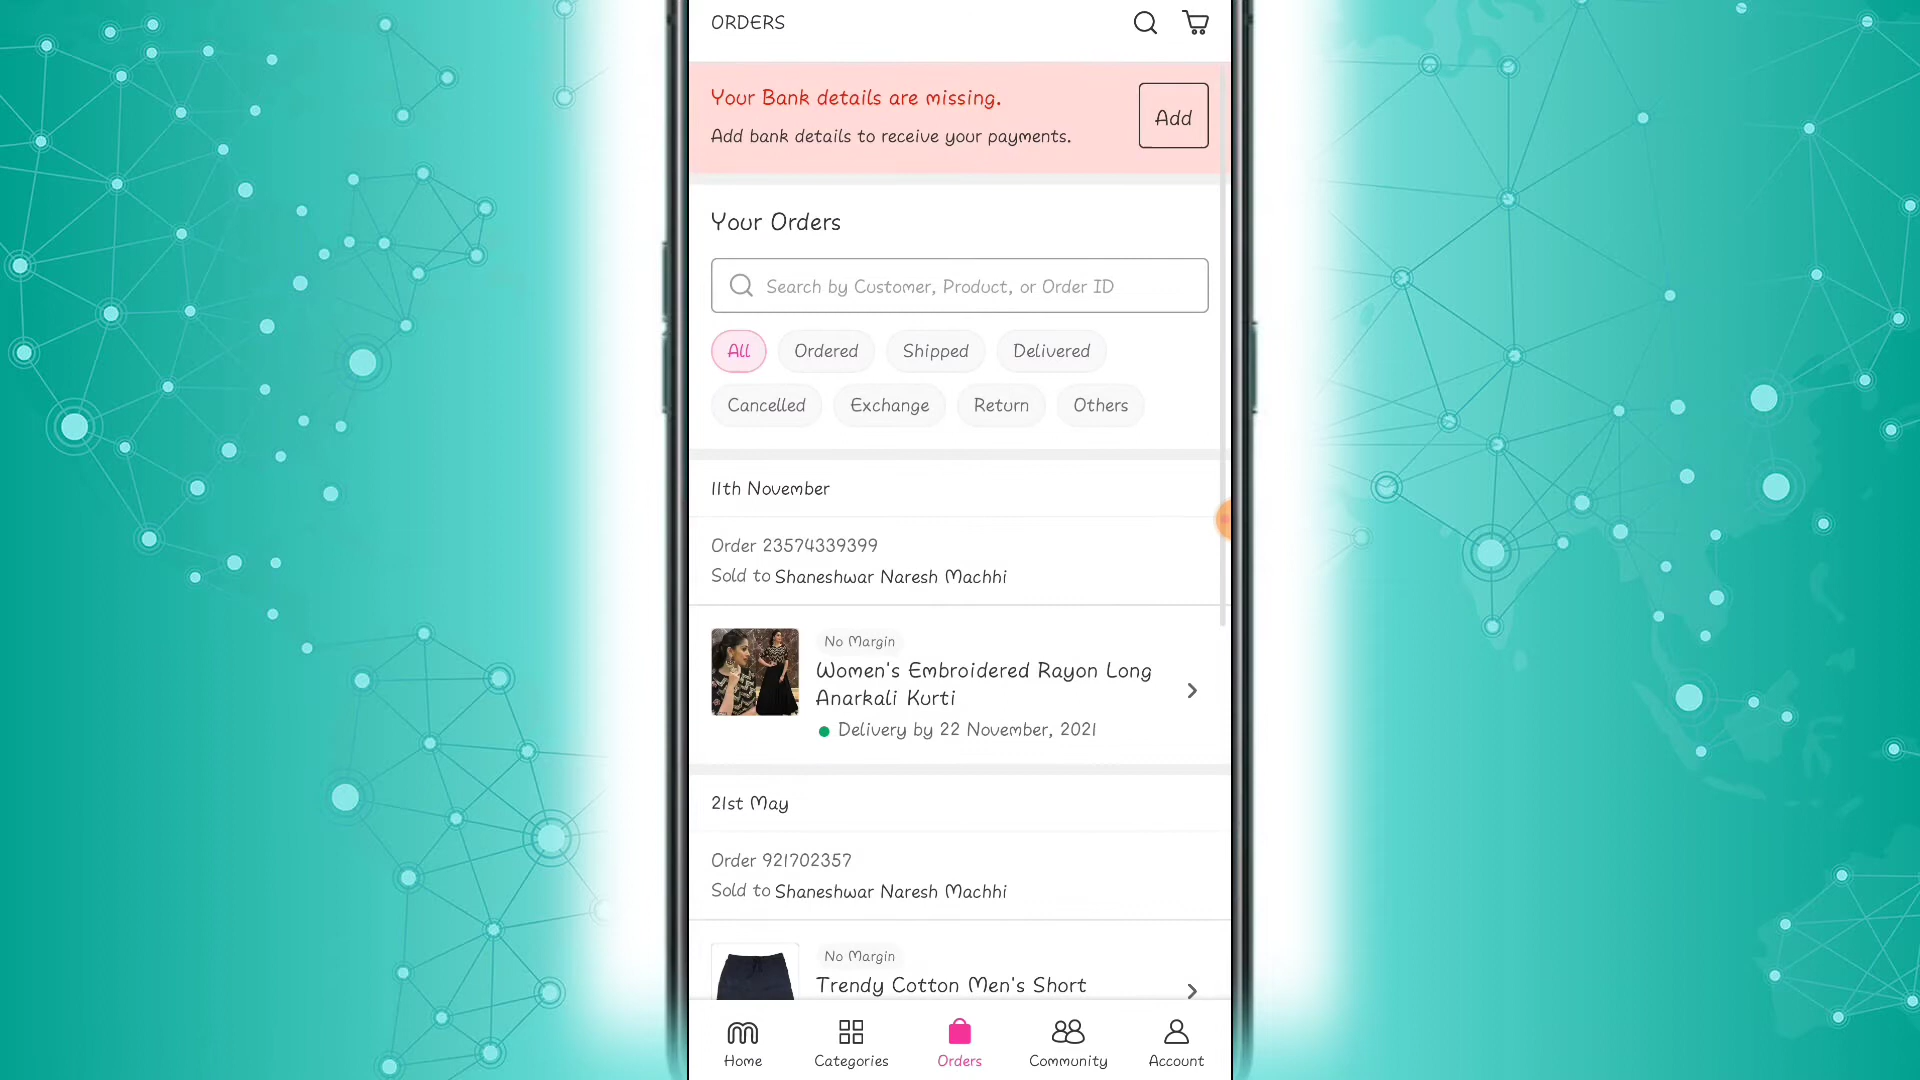 ORDERS
Your Bank details are missing.
Add bank details to receive your payments.
Add
Your Orders
Search by Customer, Product, or Order ID
All Ordered Shipped Delivered
Cancelled Exchange Return Others
11th November
Order 23574339399
Sold to Shaneshwar Naresh Machhi
No Margin
Women's Embroidered Rayon Long
Anarkali Kurti
Delivery by 22 November, 2021
21st May
Order 921702357
Sold to Shaneshwar Naresh Machhi
No Margin
Trendy Cotton Men's Short
Home Categories Orders Community Account